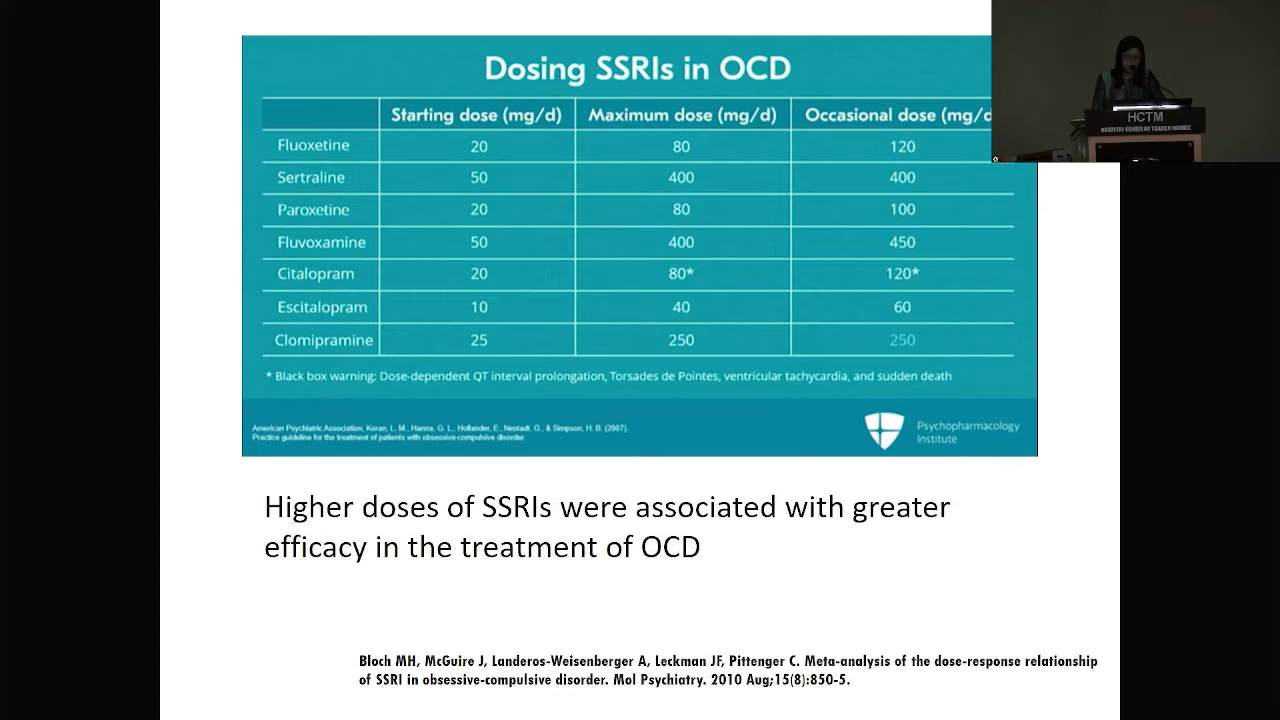 Dosing SSRIs in OCD
Starting dose (mg/d) Maximum dose (mg/d) Occasional dose (mg/d
Fluoxetine 20 80 120
Sertraline 50 400 400
Paroxetine 20 80 100
Fluvoxamine 50 400 450
Citalopram 20 80* 120*
Escitalopram 10 40 60
Clomipramine 25 250 250
* Black box warning: Dose-dependent QT interval prolongation, Torsades de Pointes, ventricular tachycardia, and sudden death
American Psychiatric Association, Koran, L. M., Hanna, G. L., Hollander, E., Nestadt, G., & Simpson, H. B. (2007).
Practice guideline for the treatment of patients with obsessive-compulsive disorder.
Psychopharmacology
Institute
HCTM
Higher doses of SSRIs were associated with greater
efficacy in the treatment of OCD
Bloch MH, McGuire J, Landeros-Weisenberger A, Leckman JF, Pittenger C. Meta-analysis of the dose-response relationship
of SSRI in obsessive-compulsive disorder. Mol Psychiatry. 2010 Aug;15(8):850-5.